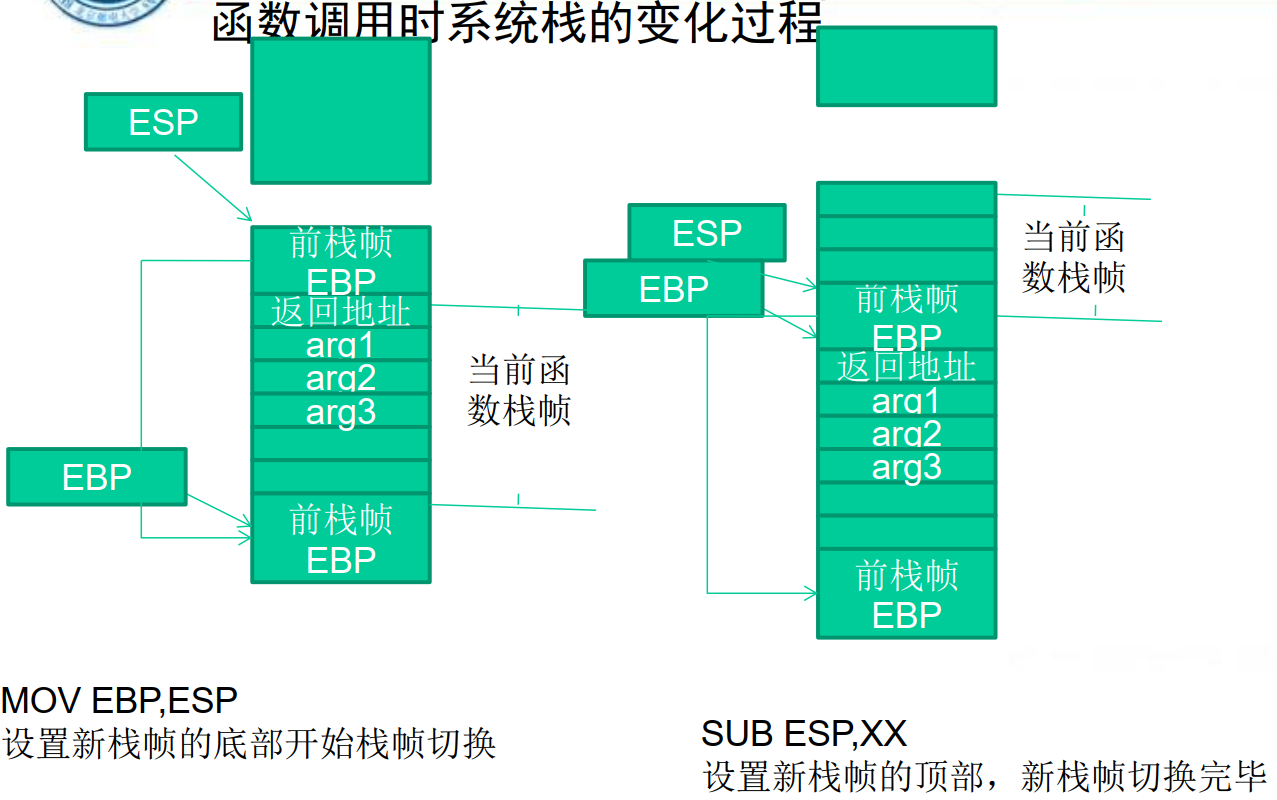 函数调用时系统栈的变化过程
ESP
前栈帧
EBP
返回地址
arg1
arg2
arg3
前栈帧
EBP
EBP
当前函
数栈帧
ESP
EBP
前栈帧
EBP
返回地址
arg1
arg2
arg3
前栈帧
EBP
当前函
数栈帧
MOV EBP,ESP
设置新栈帧的底部开始栈帧切换
SUB ESP,XX
设置新栈帧的顶部，新栈帧切换完毕